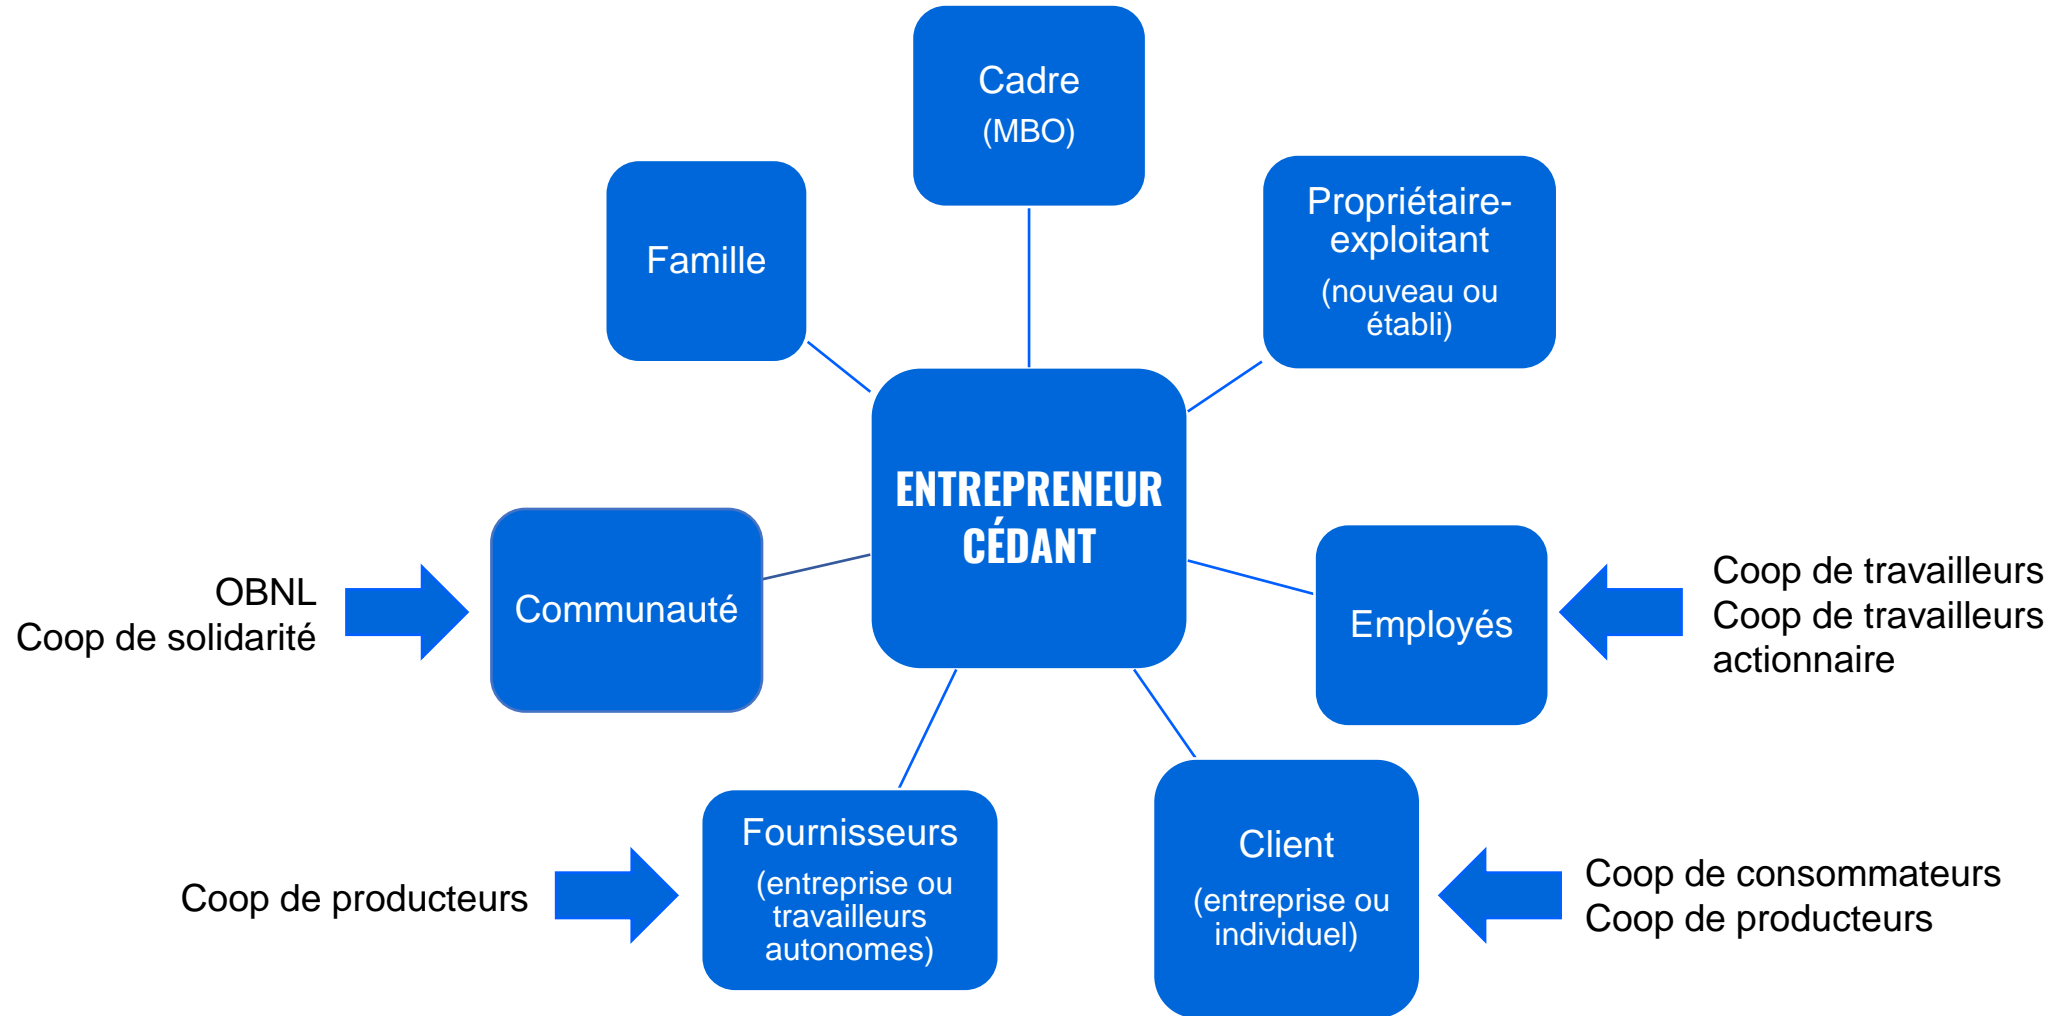 Cadre
(MBO)
Famille
Propriétaire-
exploitant
(nouveau ou
établi)
ENTREPRENEUR
CÉDANT
OBNL
Coop de solidarité
Communauté
Employés
Coop de travailleurs
Coop de travailleurs
actionnaire
Coop de producteurs
Fournisseurs
(entreprise ou
travailleurs
autonomes)
Client
(entreprise ou
individuel)
Coop de consommateurs
Coop de producteurs